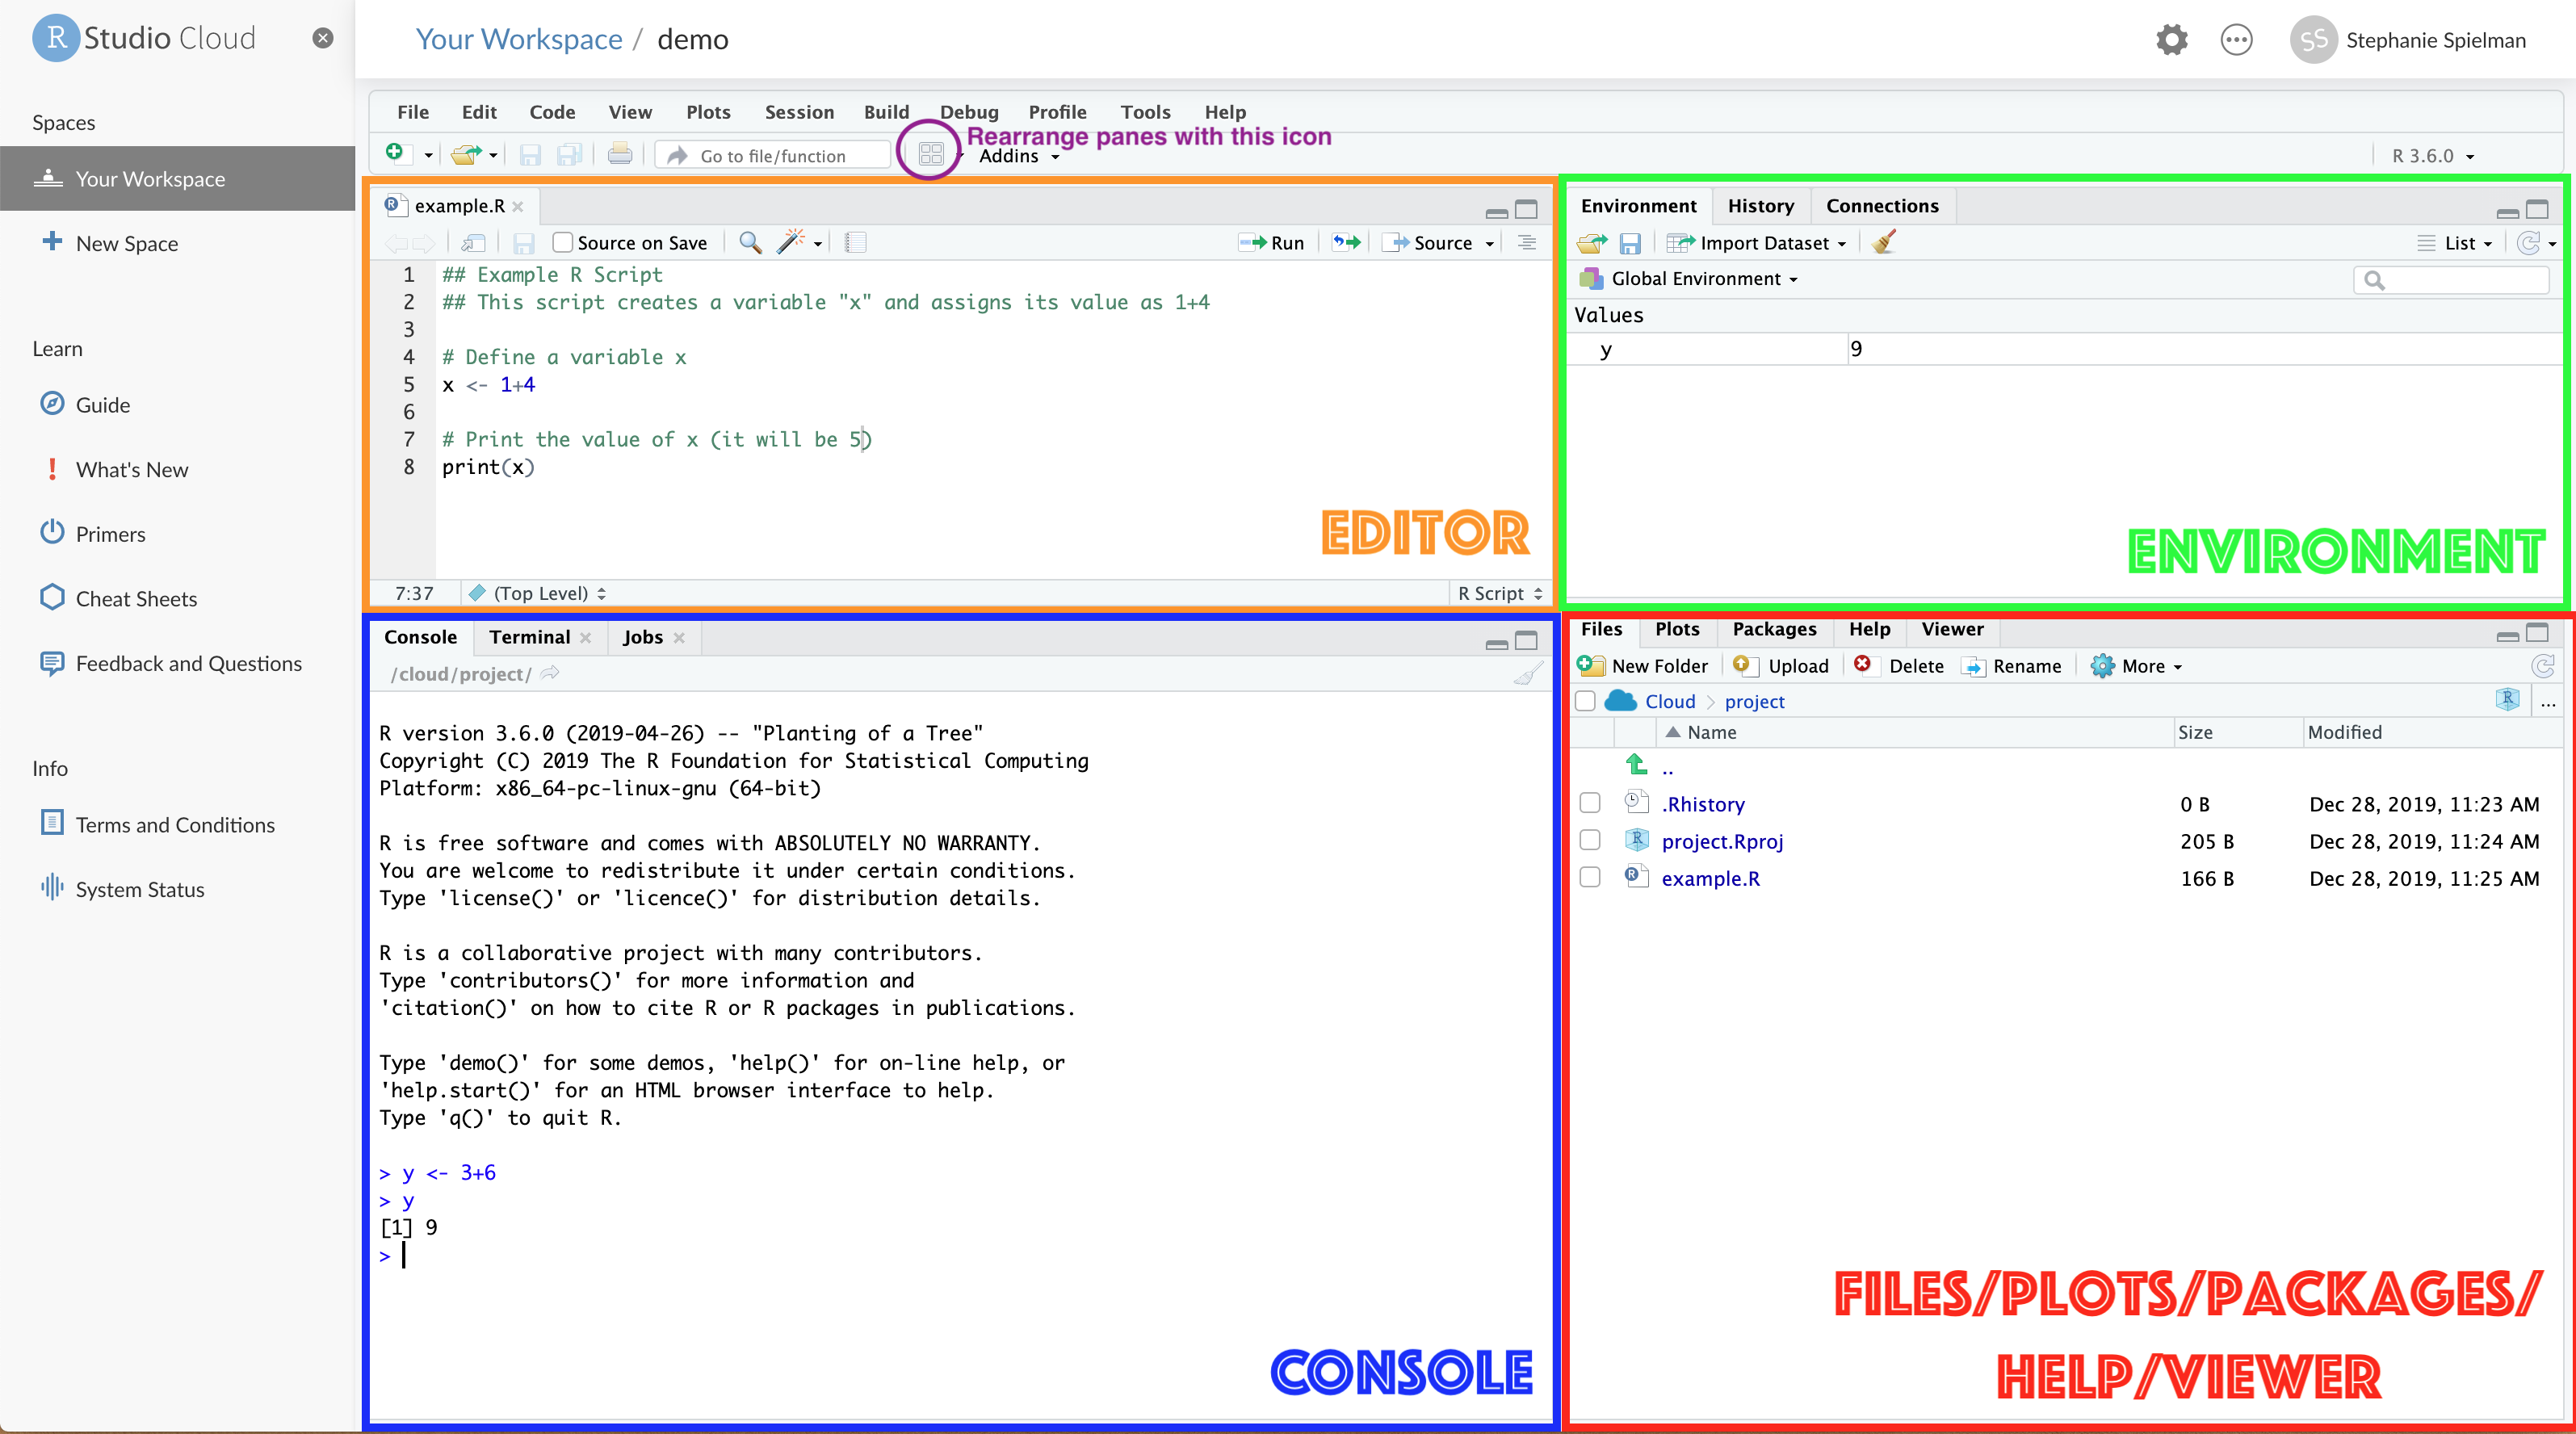 R Studio Cloud
Your Workspace / demo
SS Stephanie Spielman
Spaces
Your Workspace
New Space
Learn
Guide
What's New
Primers
Cheat Sheets
Feedback and Questions
Info
Terms and Conditions
System Status
File Edit Code View Plots Session Build Debug Profile Tools Help
Rearrange panes with this icon
Go to file/function Addins R 3.6.0
example.R
Source on Save Run Source
1 ## Example R Script
2 ## This script creates a variable "x" and assigns its value as 1+4
3
4 # Define a variable x
5 x <- 1+4
6
7 # Print the value of x (it will be 5)
8 print(x)
EDITOR
7:37 (Top Level) R Script
Environment History Connections
Import Dataset List
Global Environment
Values
y 9
ENVIRONMENT
Console Terminal Jobs
/cloud/project/
R version 3.6.0 (2019-04-26) -- "Planting of a Tree"
Copyright (C) 2019 The R Foundation for Statistical Computing
Platform: x86_64-pc-linux-gnu (64-bit)
R is free software and comes with ABSOLUTELY NO WARRANTY.
You are welcome to redistribute it under certain conditions.
Type 'license()' or 'licence()' for distribution details.
R is a collaborative project with many contributors.
Type 'contributors()' for more information and
'citation()' on how to cite R or R packages in publications.
Type 'demo()' for some demos, 'help()' for on-line help, or
'help.start()' for an HTML browser interface to help.
Type 'q()' to quit R.
> y <- 3+6
> y
[1] 9
>
CONSOLE
Files Plots Packages Help Viewer
New Folder Upload Delete Rename More
Cloud > project ...
Name Size Modified
..
.Rhistory 0 B Dec 28, 2019, 11:23 AM
project.Rproj 205 B Dec 28, 2019, 11:24 AM
example.R 166 B Dec 28, 2019, 11:25 AM
FILES/PLOTS/PACKAGES/
HELP/VIEWER